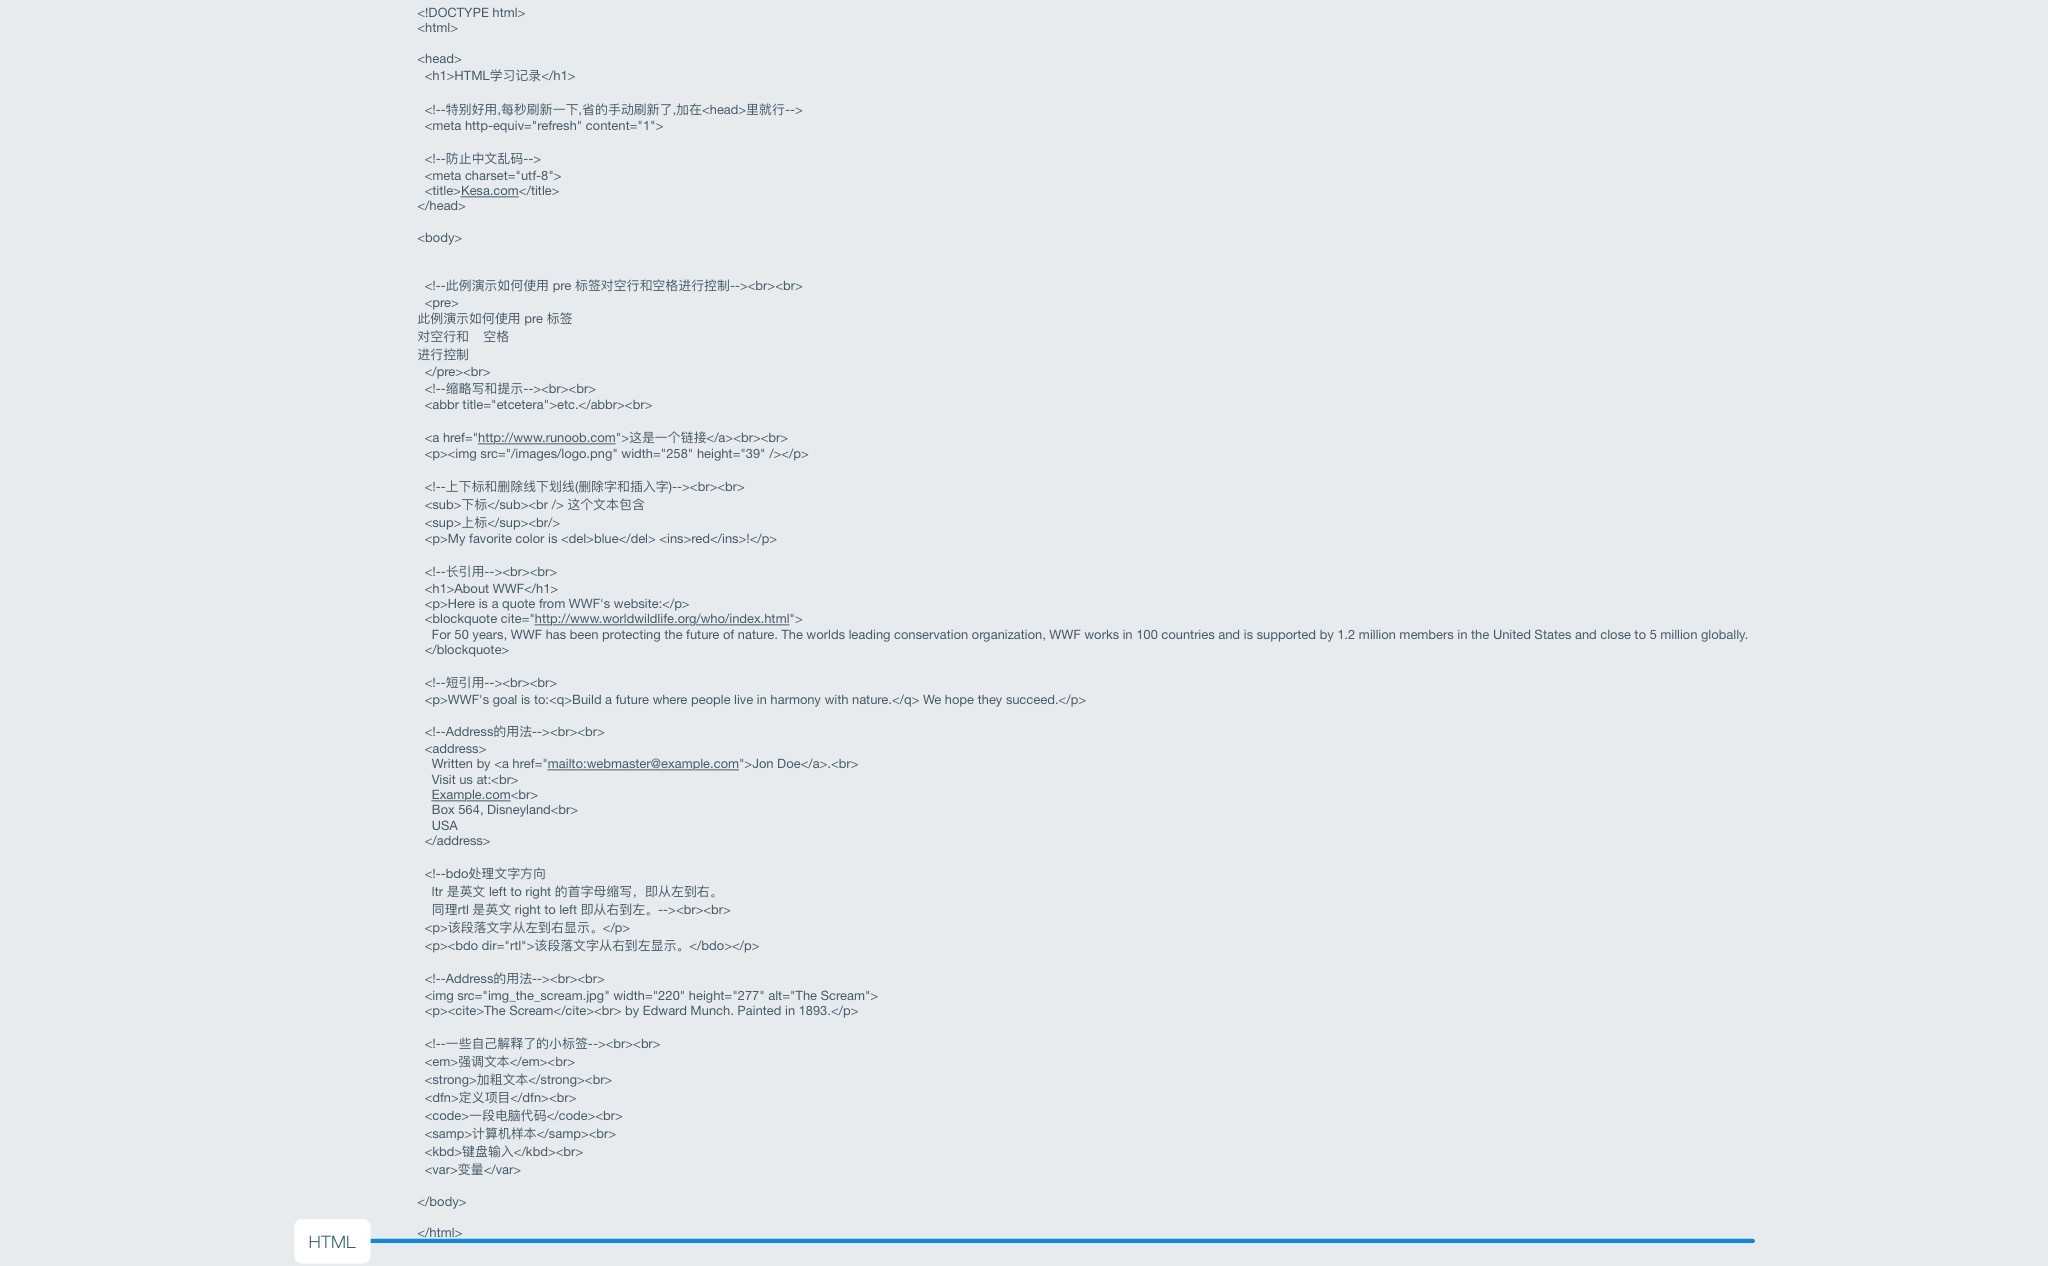 <!DOCTYPE html>
<html>
<head>
<h1>HTML学习记录</h1>
<!--特别好用,每秒刷新一下,省的手动刷新了,加在<head>里就行-->
<meta http-equiv="refresh" content="1">
<!--防止中文乱码-->
<meta charset="utf-8">
<title>Kesa.com</title>
</head>
<body>
<!--此例演示如何使用 pre 标签对空行和空格进行控制--><br><br>
<pre>
此例演示如何使用 pre 标签
对空行和    空格
进行控制
</pre><br>
<!--缩略写和提示--><br><br>
<abbr title="etcetera">etc.</abbr><br>
<a href="http://www.runoob.com">这是一个链接</a><br><br>
<p><img src="/images/logo.png" width="258" height="39" /></p>
<!--上下标和删除线下划线(删除字和插入字)--><br><br>
<sub>下标</sub><br /> 这个文本包含
<sup>上标</sup><br/>
<p>My favorite color is <del>blue</del> <ins>red</ins>!</p>
<!--长引用--><br><br>
<h1>About WWF</h1>
<p>Here is a quote from WWF's website:</p>
<blockquote cite="http://www.worldwildlife.org/who/index.html">
For 50 years, WWF has been protecting the future of nature. The worlds leading conservation organization, WWF works in 100 countries and is supported by 1.2 million members in the United States and close to 5 million globally.
</blockquote>
<!--短引用--><br><br>
<p>WWF's goal is to:<q>Build a future where people live in harmony with nature.</q> We hope they succeed.</p>
<!--Address的用法--><br><br>
<address>
Written by <a href="mailto:webmaster@example.com">Jon Doe</a>.<br>
Visit us at:<br>
Example.com<br>
Box 564, Disneyland<br>
USA
</address>
<!--bdo处理文字方向
ltr 是英文 left to right 的首字母缩写，即从左到右。
同理rtl 是英文 right to left 即从右到左。--><br><br>
<p>该段落文字从左到右显示。</p>
<p><bdo dir="rtl">该段落文字从右到左显示。</bdo></p>
<!--Address的用法--><br><br>
<img src="img_the_scream.jpg" width="220" height="277" alt="The Scream">
<p><cite>The Scream</cite><br> by Edward Munch. Painted in 1893.</p>
<!--一些自己解释了的小标签--><br><br>
<em>强调文本</em><br>
<strong>加粗文本</strong><br>
<dfn>定义项目</dfn><br>
<code>一段电脑代码</code><br>
<samp>计算机样本</samp><br>
<kbd>键盘输入</kbd><br>
<var>变量</var>
</body>
</html>
HTML